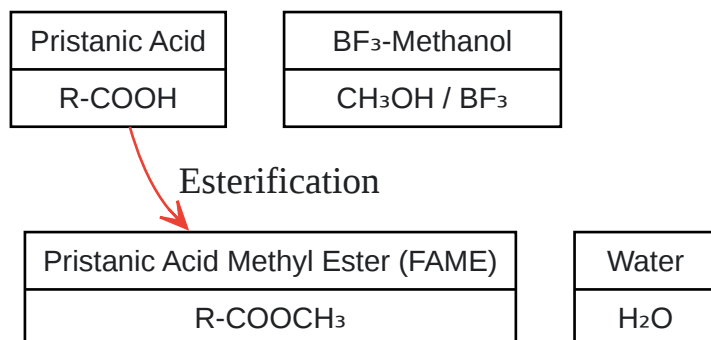 Pristanic Acid
R-COOH
BF₃-Methanol
CH₃OH / BF₃
Esterification
Pristanic Acid Methyl Ester (FAME)
R-COOCH₃
Water
H₂O